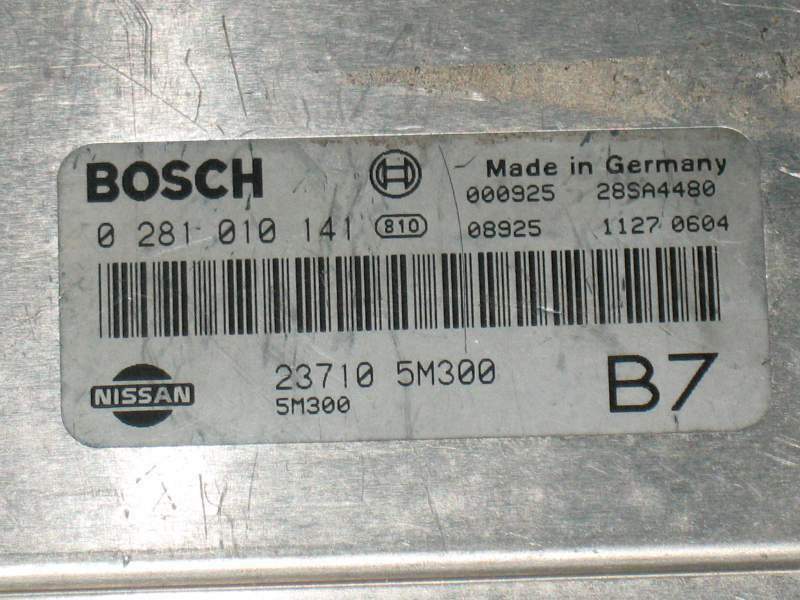 BOSCH
Made in Germany
000925 28SA4480
0 281 010 141 810 08925 1127 0604
NISSAN 23710 5M300 B7
5M300